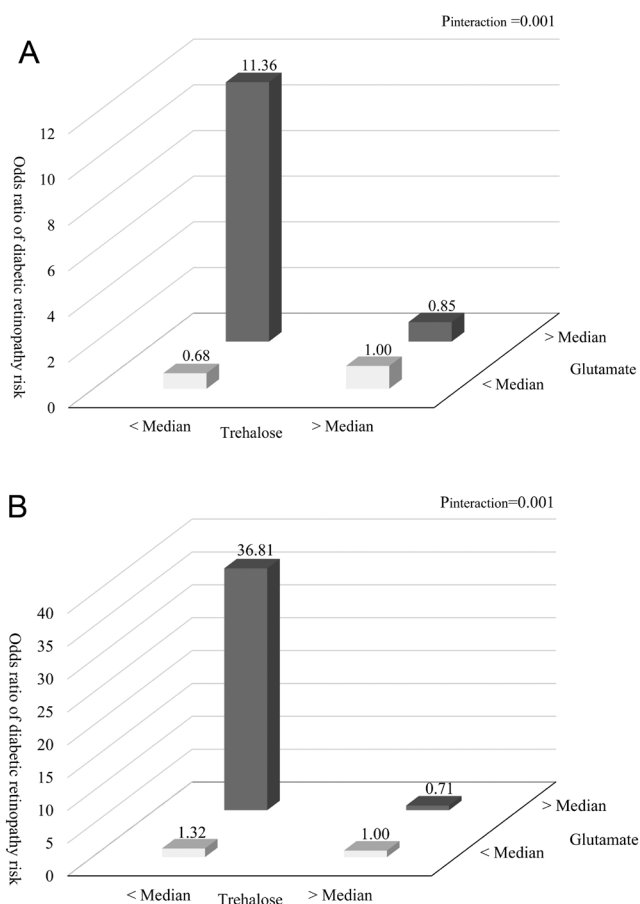 A
Pinteraction =0.001
Odds ratio of diabetic retinopathy risk
12
10
8
6
4
2
0
11.36
0.85
0.68
1.00
> Median
< Median
Glutamate
< Median
Trehalose
> Median
B
Pinteraction=0.001
Odds ratio of diabetic retinopathy risk
40
35
30
25
20
15
10
5
0
36.81
0.71
1.32
1.00
> Median
< Median
Glutamate
< Median
Trehalose
> Median